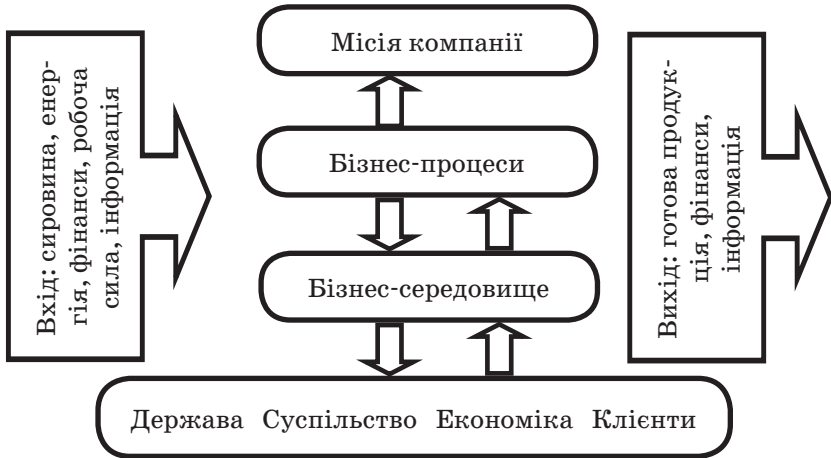 Вхід: сировина, енер-
гія, фінанси, робоча
сила, інформація
Місія компанії
Бізнес-процеси
Бізнес-середовище
Держава Суспільство Економіка Клієнти
Вихід: готова продук-
ція, фінанси,
інформація